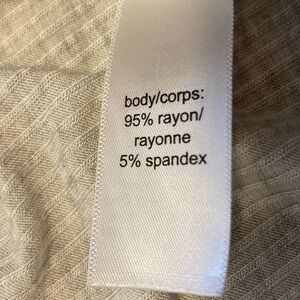 body/corps:
95% rayon/
rayonne
5% spandex